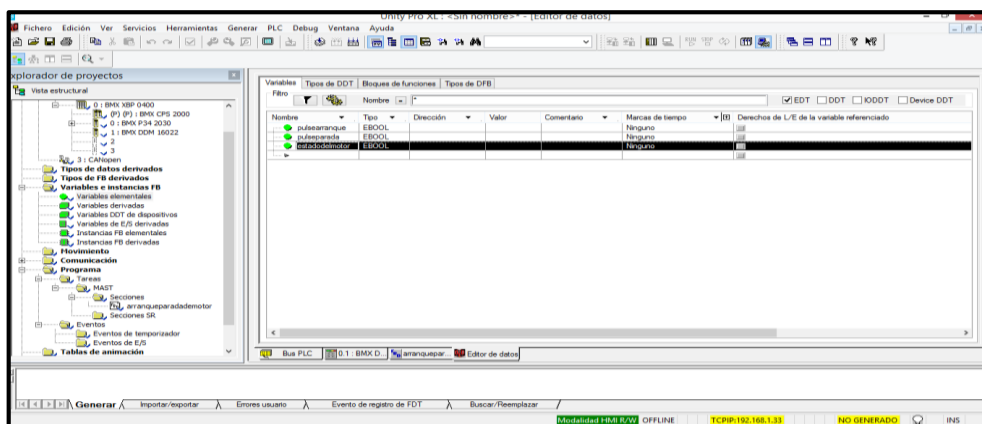 Unity Pro XL : <Sin nombre>* - [Editor de datos]
Fichero Edición Ver Servicios Herramientas Generar PLC Debug Ventana Ayuda
explorador de proyectos
Vista estructural
0 : BMX XBP 0400
(P) (P) : BMX CPS 2000
0 : BMX P34 2030
1 : BMX DDM 16022
2
3
3 : CANopen
Tipos de datos derivados
Tipos de FB derivados
Variables e instancias FB
Variables elementales
Variables derivadas
Variables DDT de dispositivos
Variables de E/S derivadas
Instancias FB elementales
Instancias FB derivadas
Movimiento
Comunicación
Programa
Tareas
MAST
Secciones
arranqueparadademotor
Secciones SR
Eventos
Eventos de temporizador
Eventos de E/S
Tablas de animación
Variables Tipos de DDT Bloques de funciones Tipos de DFB
Filtro
Nombre = * EDT DDT IODDT Device DDT
Nombre Tipo Dirección Valor Comentario Marcas de tiempo Derechos de L/E de la variable referenciado
pulsearranque EBOOL Ninguno
pulseparada EBOOL Ninguno
estadodelmotor EBOOL Ninguno
Bus PLC 0.1 : BMX D... arranquepar... Editor de datos
Generar Importar/exportar Errores usuario Evento de registro de FDT Buscar/Reemplazar
Modalidad HMI R/W OFFLINE TCPIP:192.168.1.33 NO GENERADO INS